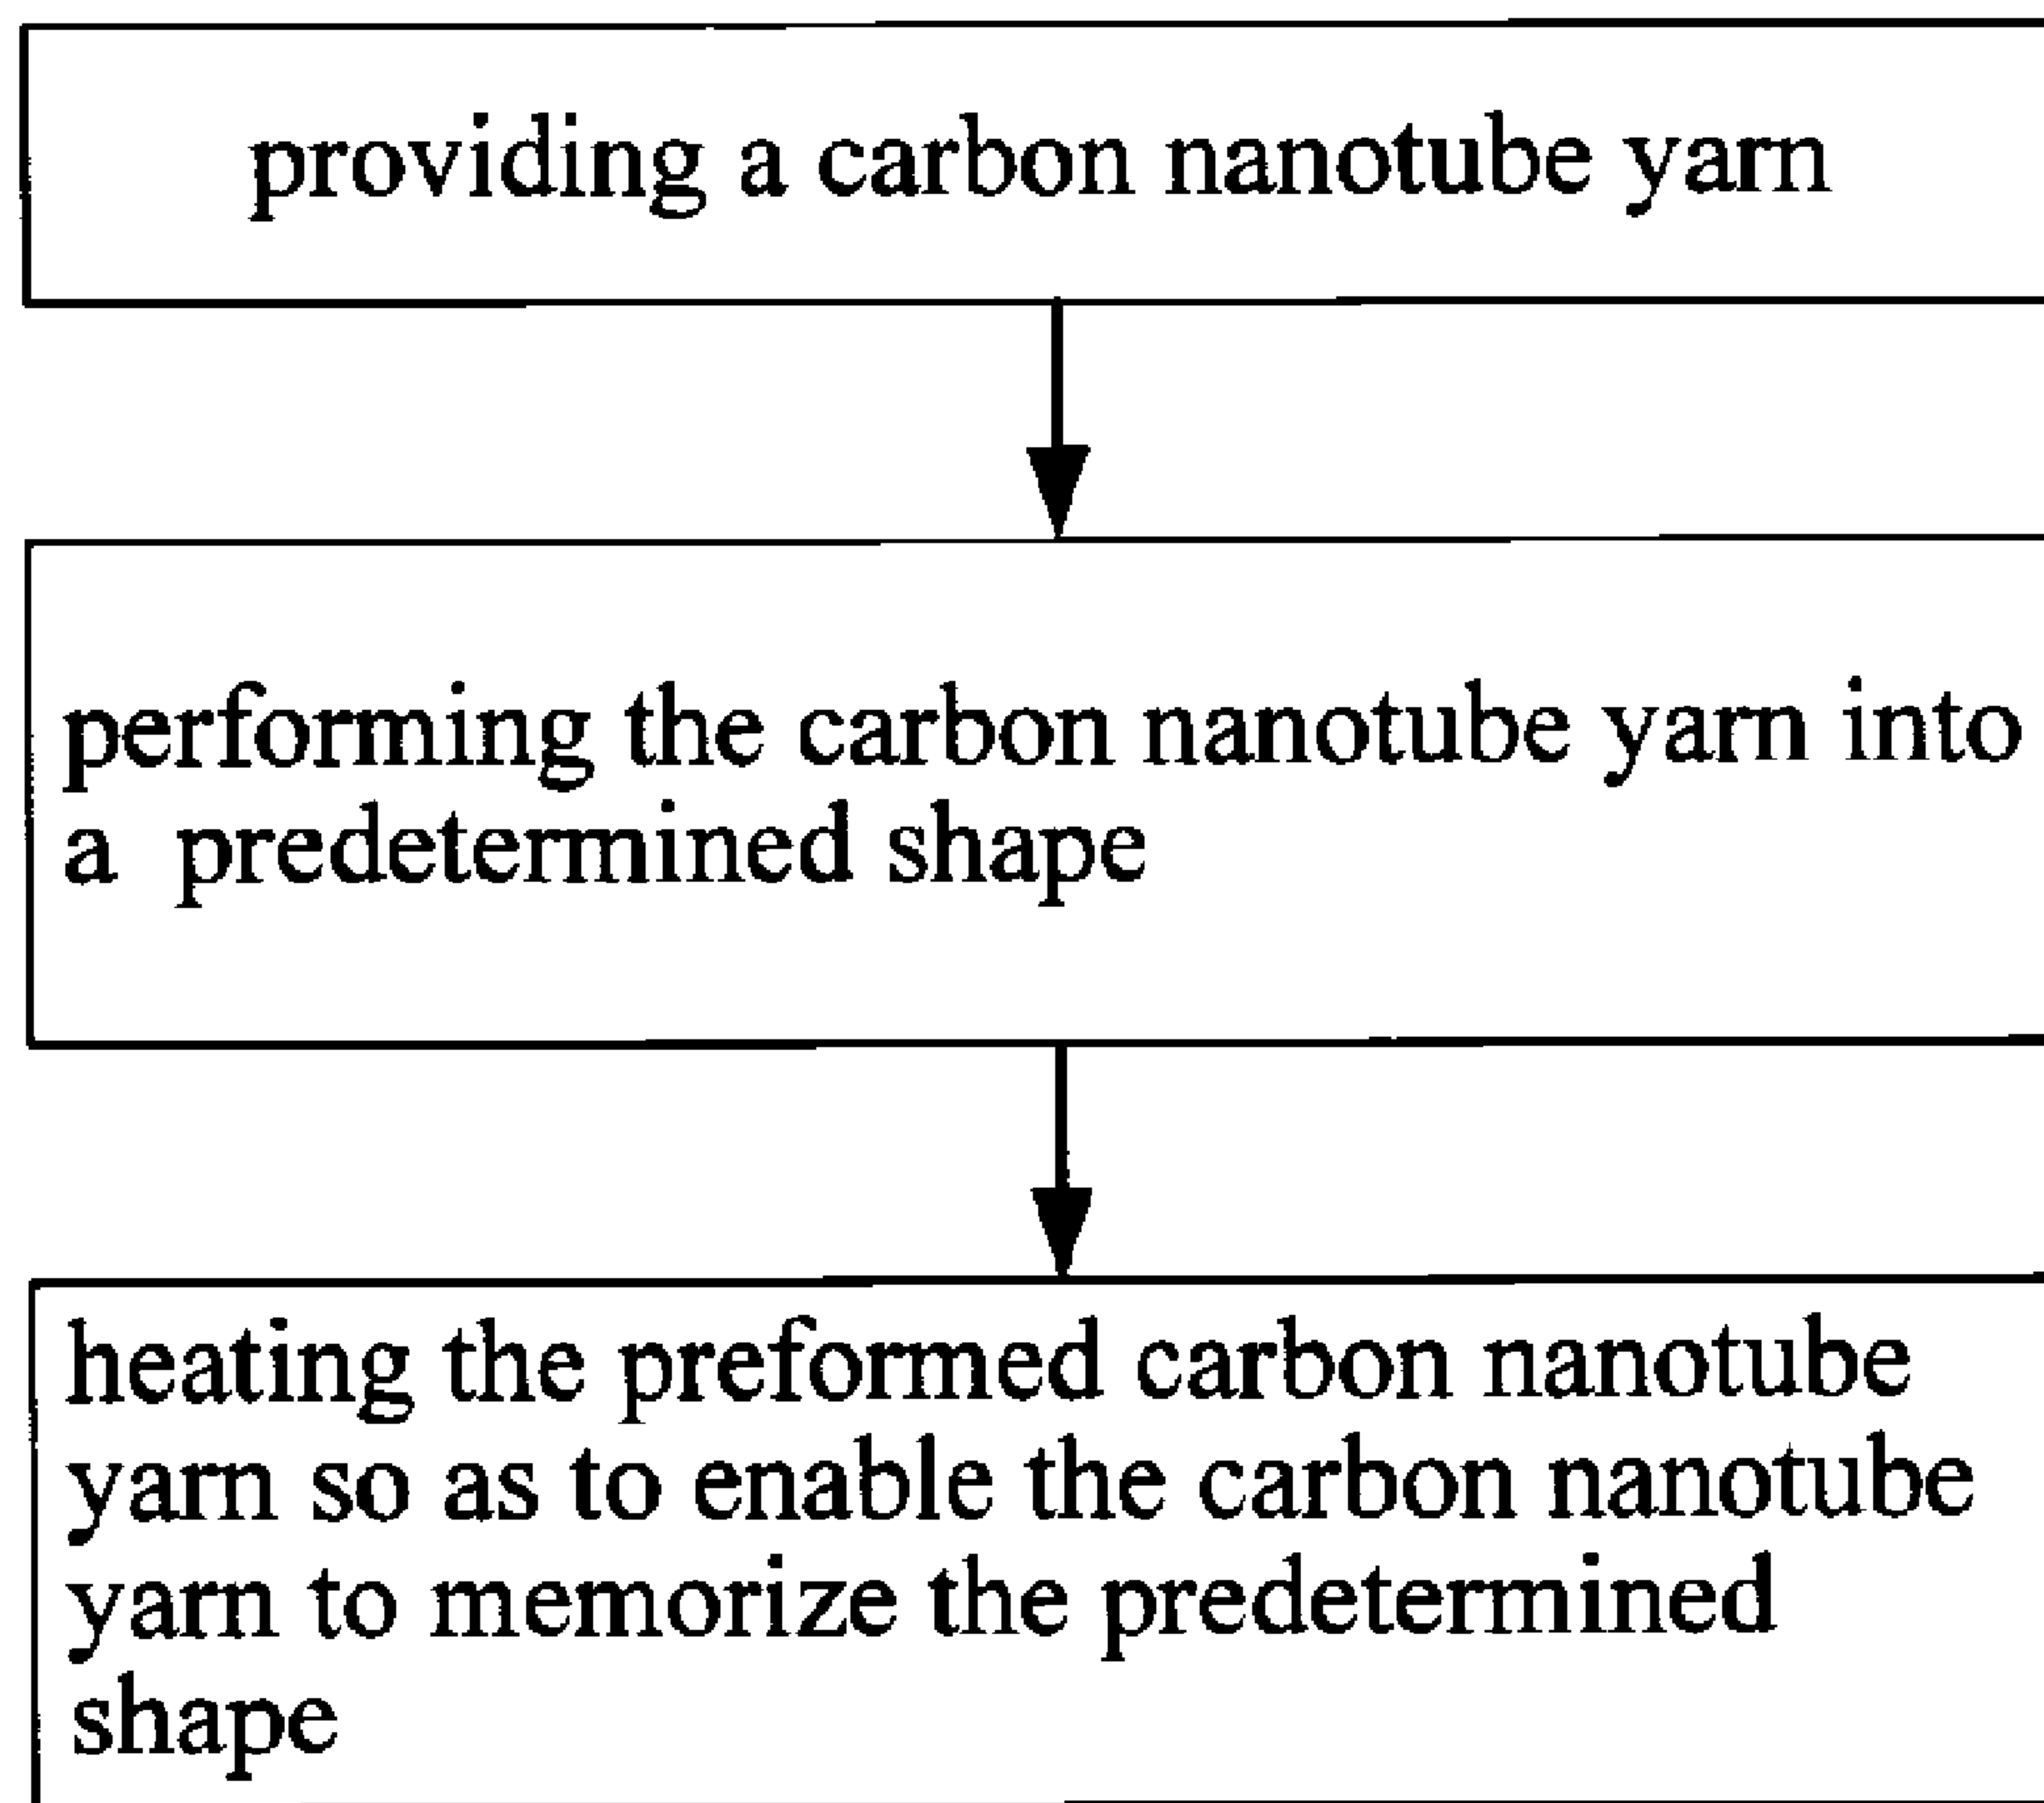 providing a carbon nanotube yarn
performing the carbon nanotube yarn into
a predetermined shape
heating the preformed carbon nanotube
yarn so as to enable the carbon nanotube
yarn to memorize the predetermined
shape